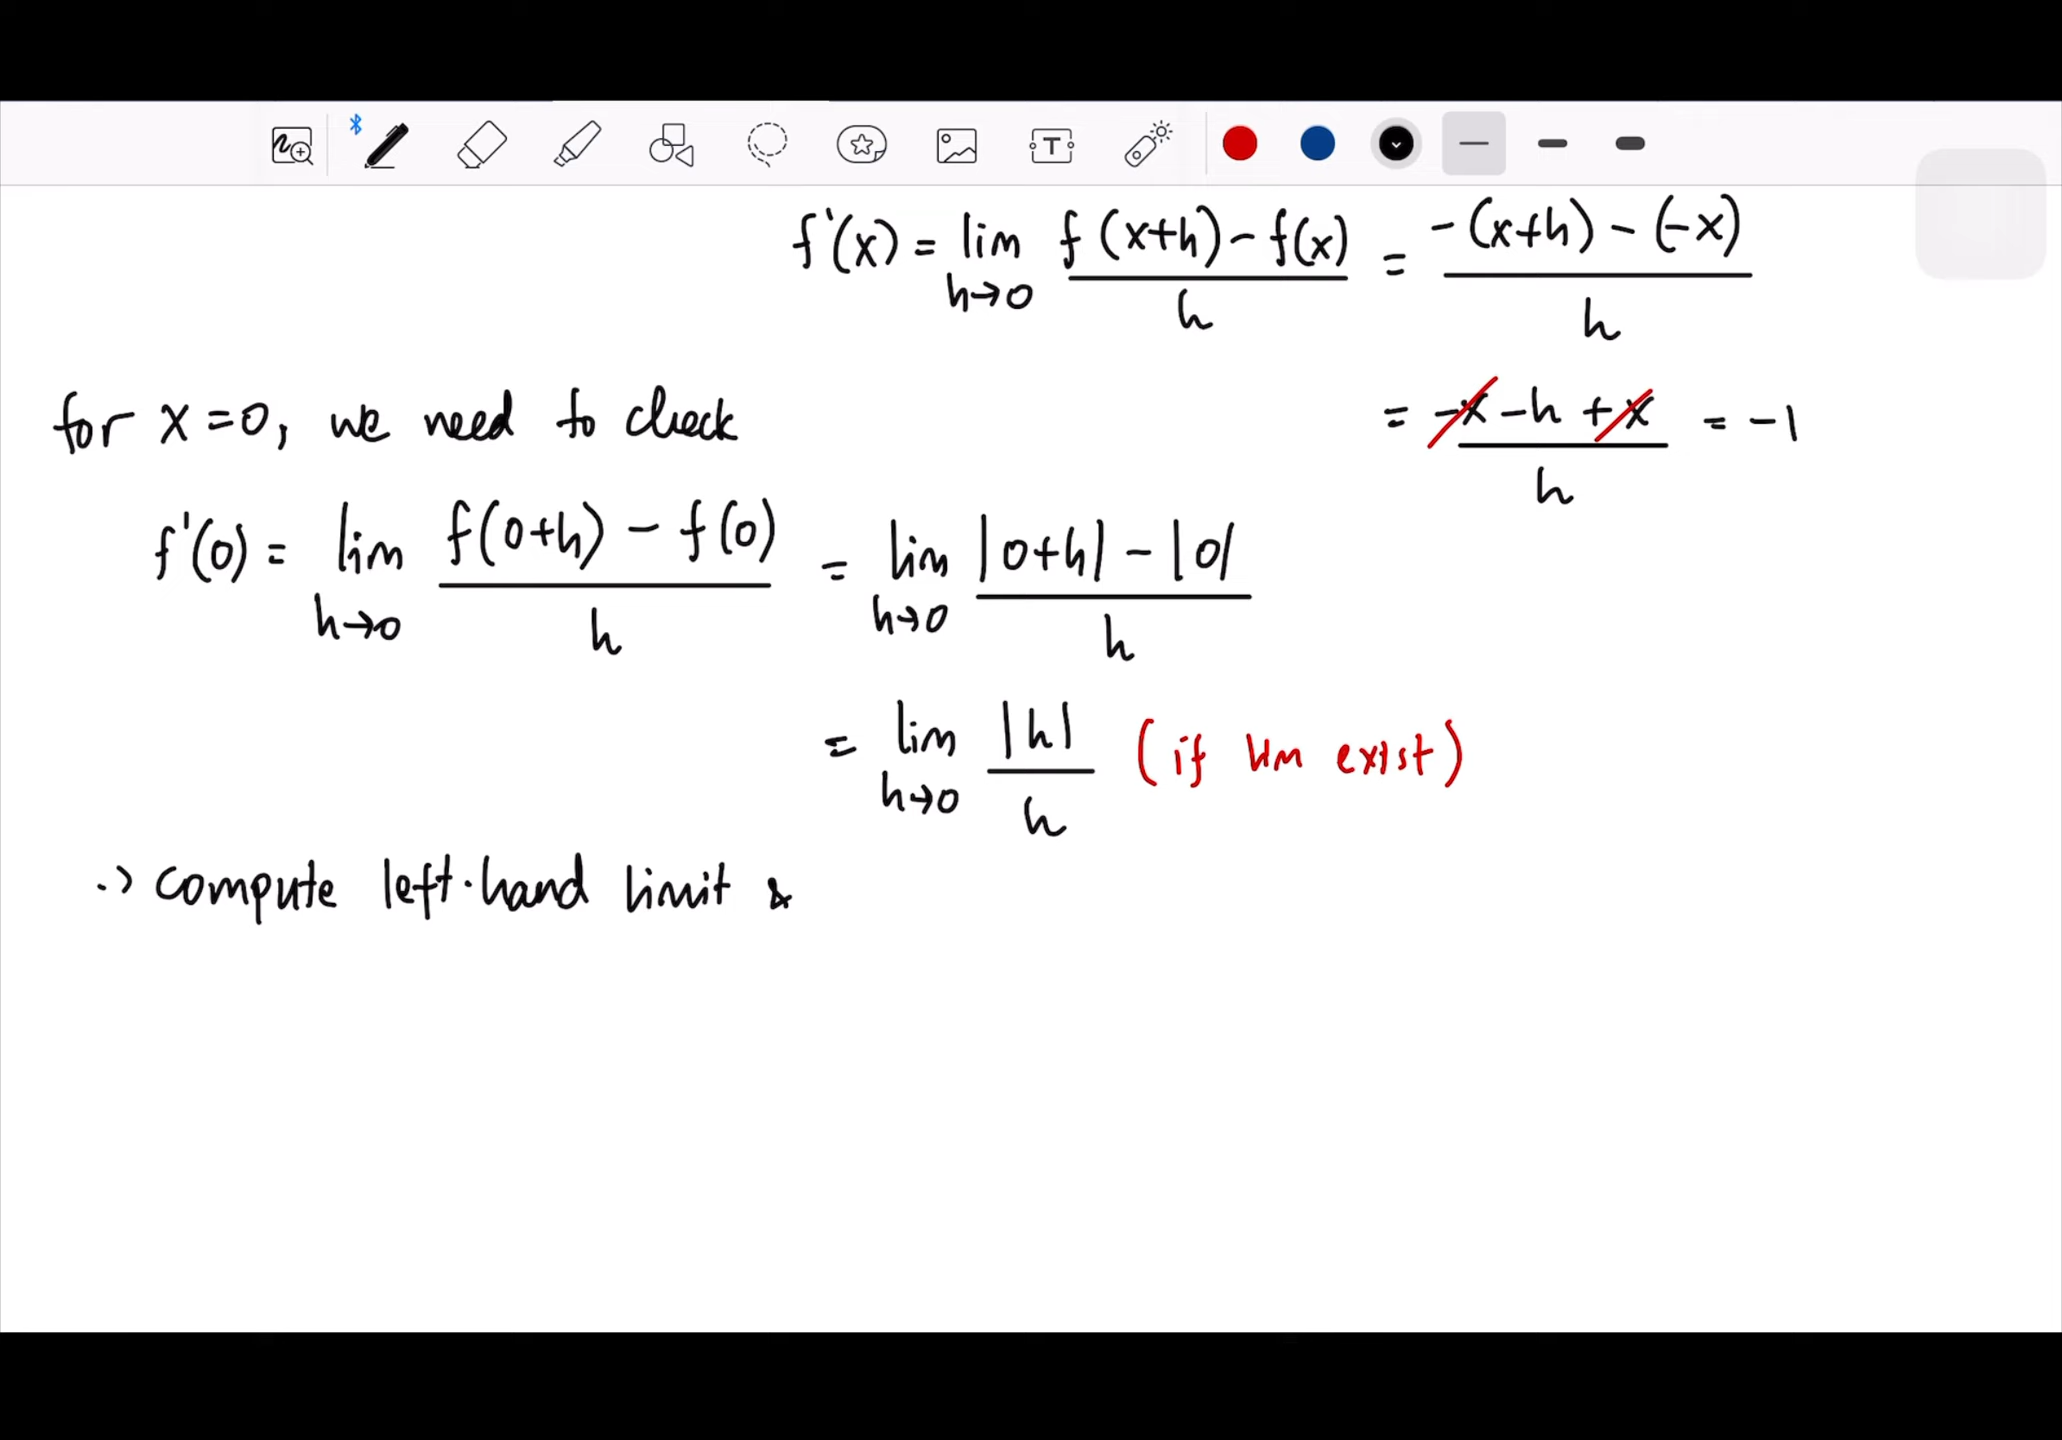 f'(x) = lim h→0 f(x+h) - f(x) / h = -(x+h) - (-x) / h
for x = 0, we need to check
= -x - h + x / h = -1
f'(0) = lim h→0 f(0+h) - f(0) / h = lim h→0 |0+h| - |0| / h
= lim h→0 |h| / h (if lim exist)
·> compute left-hand limit &